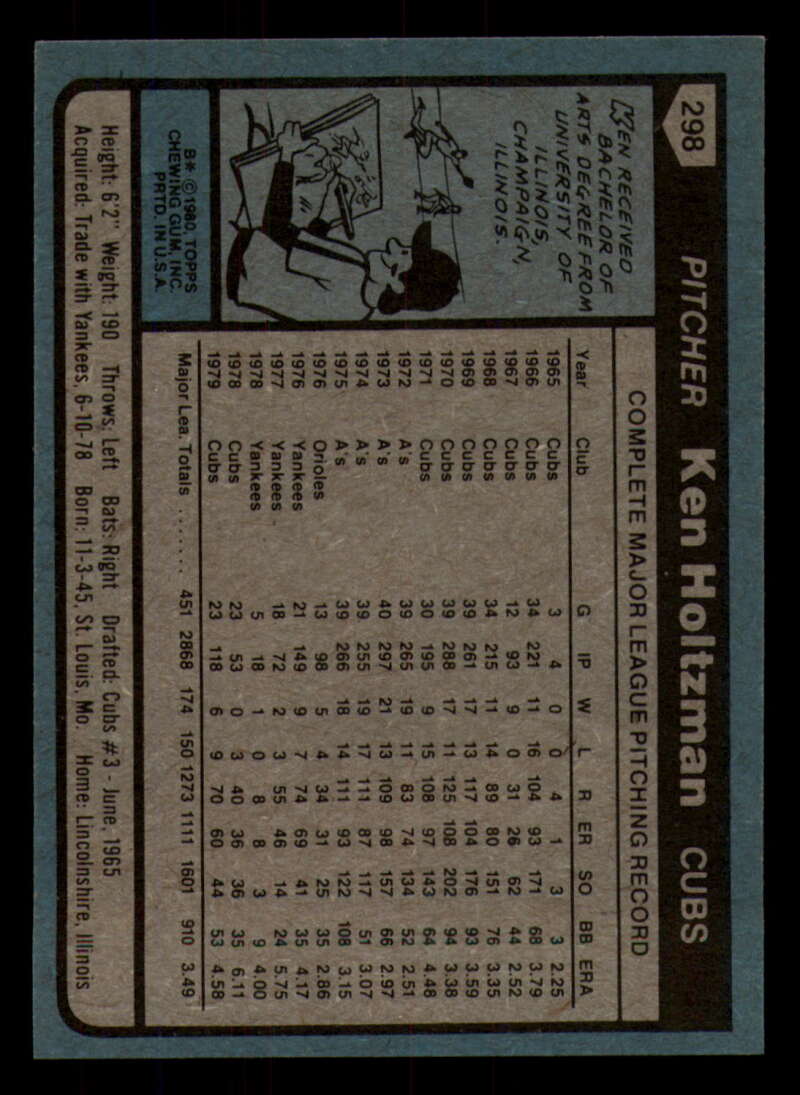 298 PITCHER Ken Holtzman CUBS
KEN RECEIVED
BACHELOR OF
ARTS DEGREE FROM
UNIVERSITY OF
ILLINOIS,
CHAMPAIGN,
ILLINOIS.
B* © 1980, TOPPS
CHEWING GUM, INC.
PRTD. IN U.S.A.
COMPLETE MAJOR LEAGUE PITCHING RECORD
Year Club G IP W L R ER SO BB ERA
1965 Cubs 3 4 0 0 4 1 3 3 2.25
1966 Cubs 34 221 11 16 104 93 171 68 3.79
1967 Cubs 12 93 9 0 31 26 62 44 2.52
1968 Cubs 34 215 11 14 89 80 151 76 3.35
1969 Cubs 39 261 17 13 117 104 176 93 3.59
1970 Cubs 39 288 17 11 125 108 202 94 3.38
1971 Cubs 30 195 9 15 108 97 143 64 4.48
1972 A's 39 265 19 11 83 74 134 52 2.51
1973 A's 40 297 21 13 109 98 157 66 2.97
1974 A's 39 255 19 17 111 87 117 51 3.07
1975 A's 39 266 18 14 111 93 122 108 3.15
1976 Orioles 13 98 5 4 34 31 25 35 2.86
1976 Yankees 21 149 9 7 74 69 41 35 4.17
1977 Yankees 18 72 2 3 55 46 14 24 5.75
1978 Yankees 5 18 1 0 8 8 3 9 4.00
1978 Cubs 23 53 0 3 40 36 36 35 6.11
1979 Cubs 23 118 6 9 70 60 44 53 4.58
Major Lea. Totals ....... 451 2868 174 150 1273 1111 1601 910 3.49
Height: 6'2" Weight: 190 Throws: Left Bats: Right Drafted: Cubs #3 - June, 1965
Acquired: Trade with Yankees, 6-10-78 Born: 11-3-45, St. Louis, Mo. Home: Lincolnshire, Illinois